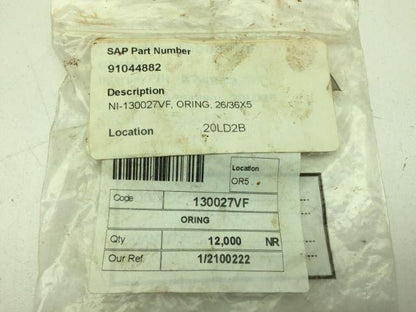 SAP Part Number
91044882
Description
NI-130027VF, ORING, 26/36X5
Location 20LD2B
Location
OR5
Code 130027VF
ORING
Qty 12,000 NR
Our Ref. 1/2100222